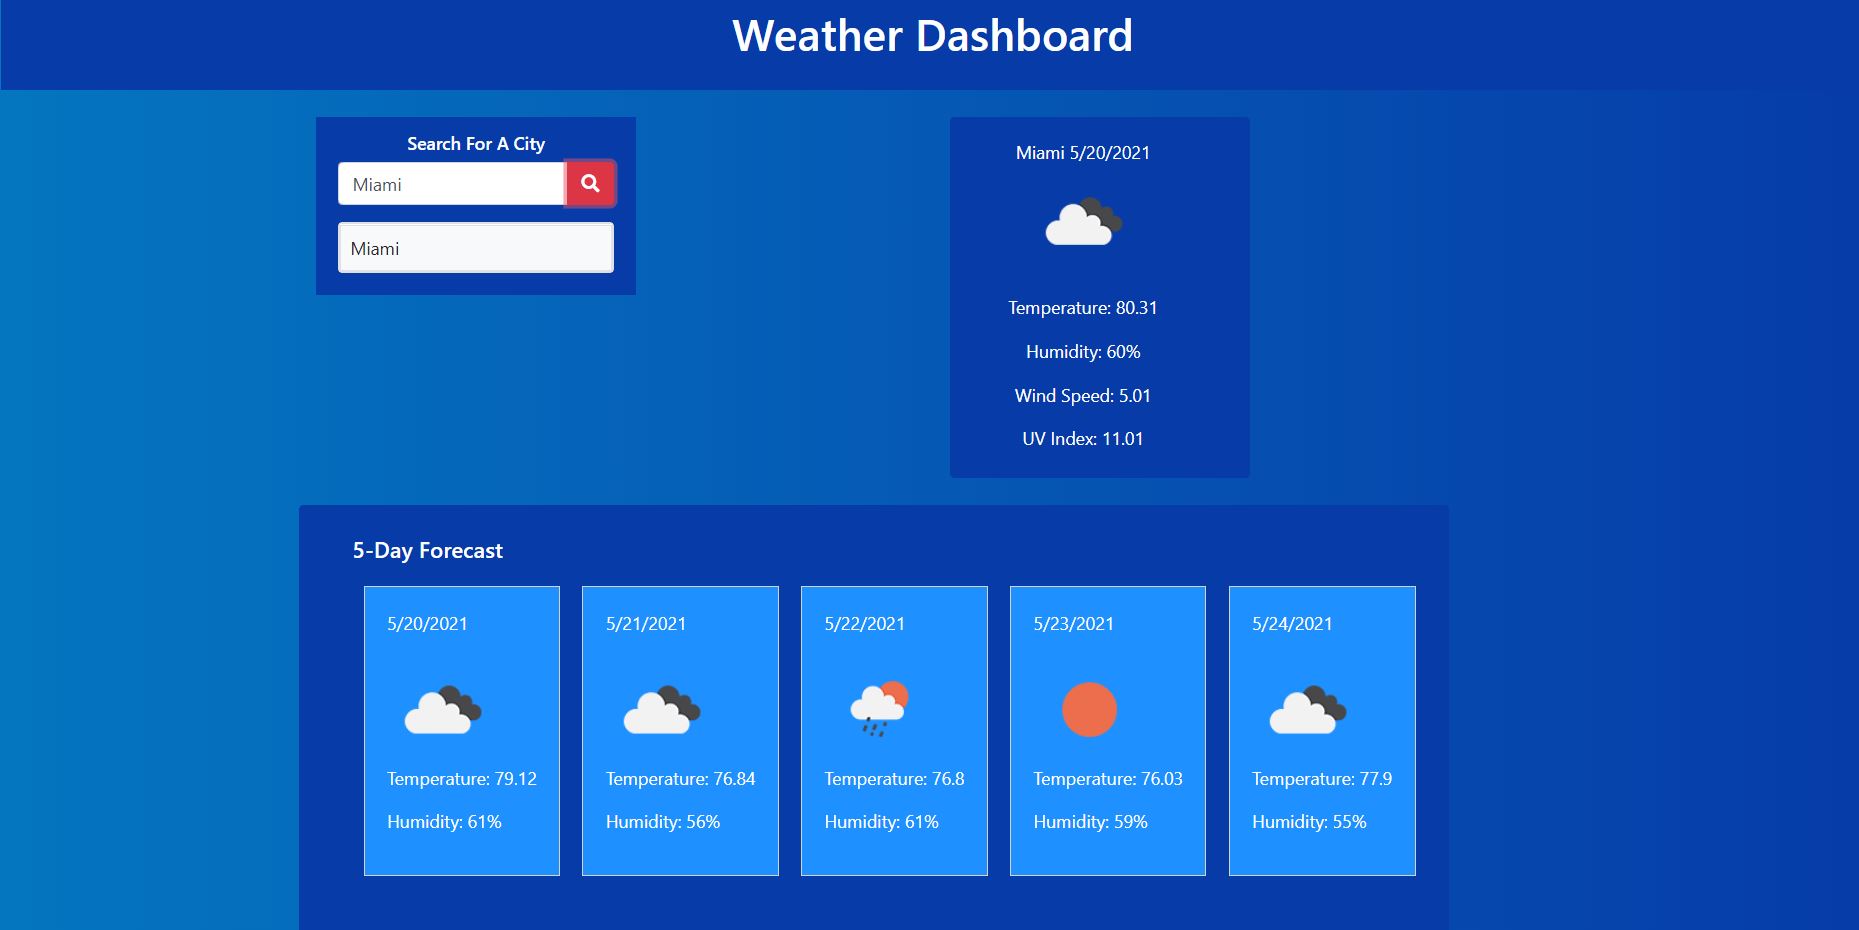 Weather Dashboard
Search For A City
Miami
Miami
Miami 5/20/2021
Temperature: 80.31
Humidity: 60%
Wind Speed: 5.01
UV Index: 11.01
5-Day Forecast
5/20/2021
Temperature: 79.12
Humidity: 61%
5/21/2021
Temperature: 76.84
Humidity: 56%
5/22/2021
Temperature: 76.8
Humidity: 61%
5/23/2021
Temperature: 76.03
Humidity: 59%
5/24/2021
Temperature: 77.9
Humidity: 55%